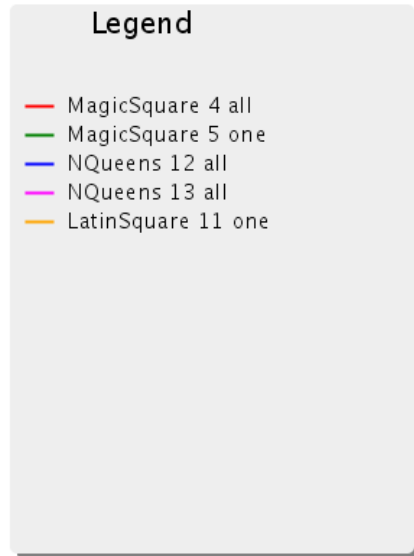 Legend
MagicSquare 4 all
MagicSquare 5 one
NQueens 12 all
NQueens 13 all
LatinSquare 11 one